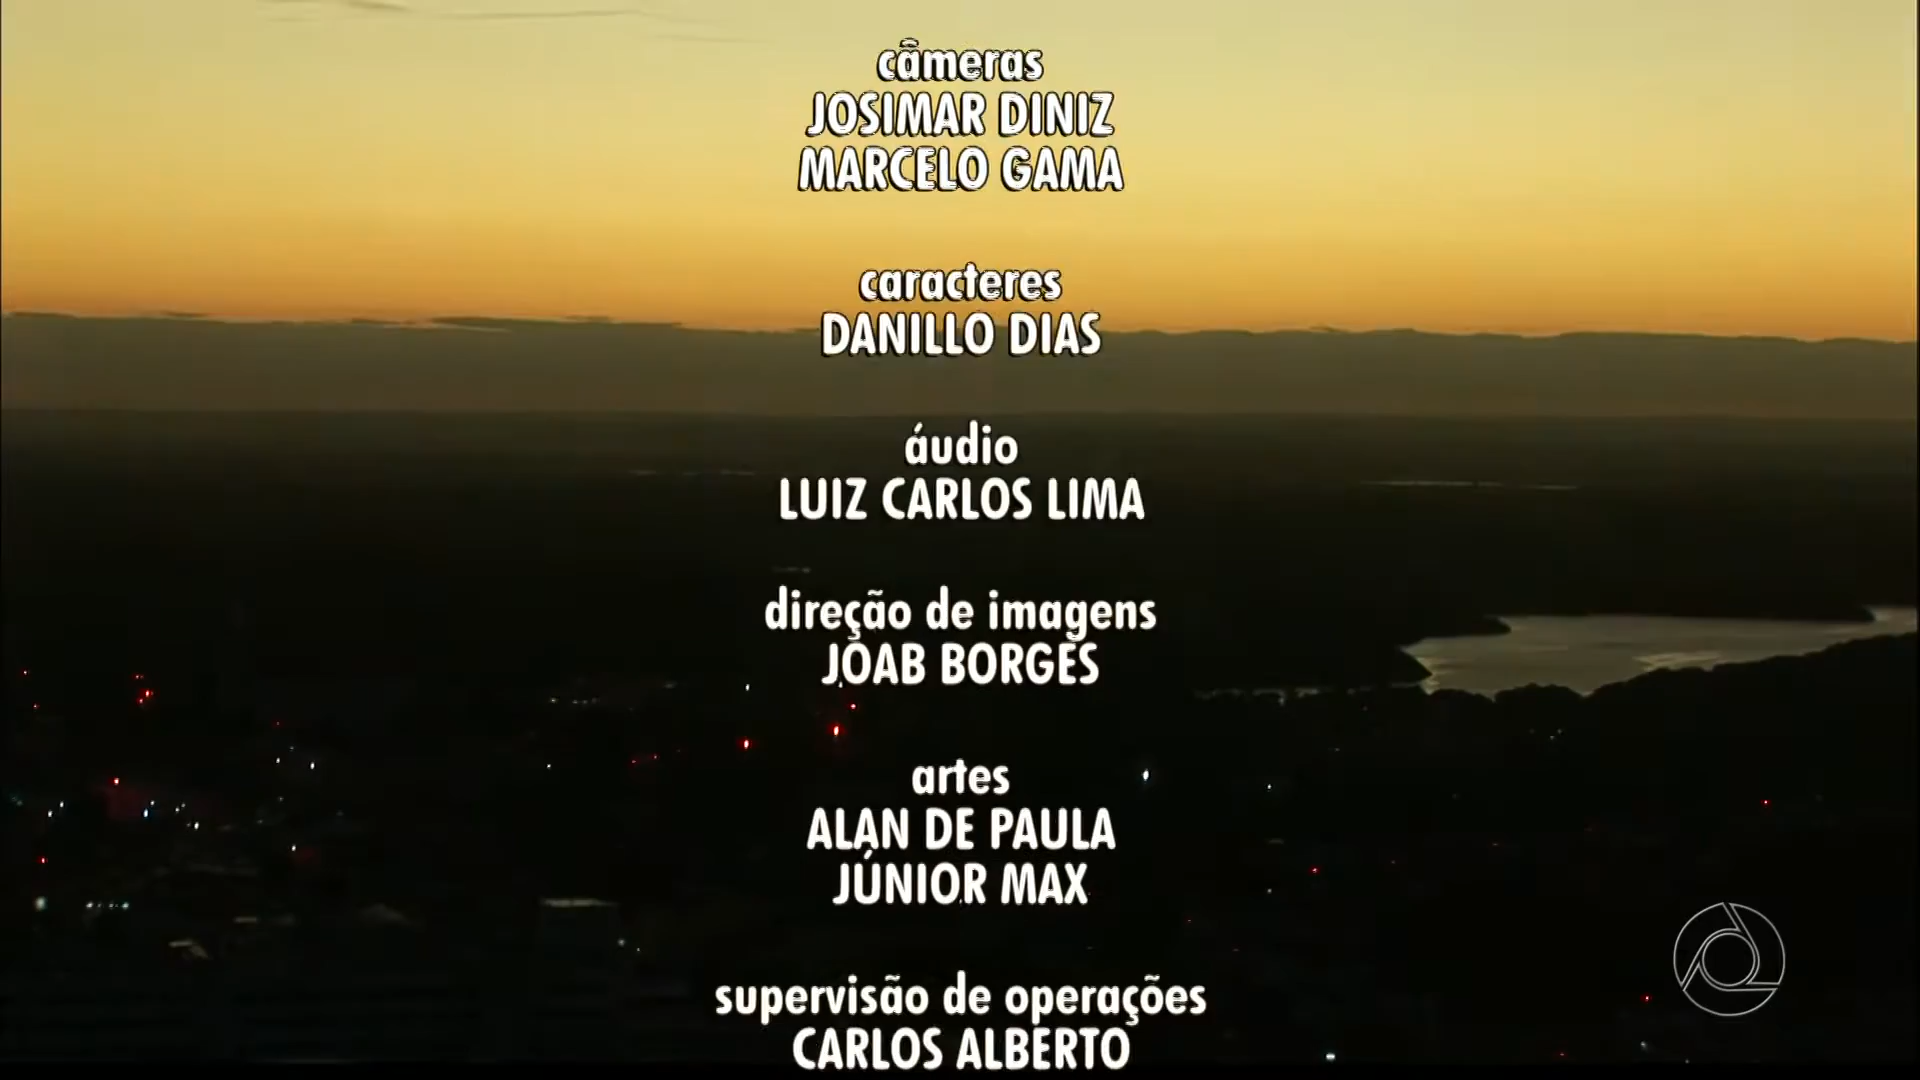 câmeras
JOSIMAR DINIZ
MARCELO GAMA
caracteres
DANILLO DIAS
áudio
LUIZ CARLOS LIMA
direção de imagens
JOAB BORGES
artes
ALAN DE PAULA
JÚNIOR MAX
supervisão de operações
CARLOS ALBERTO